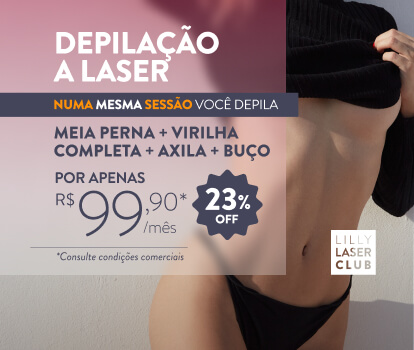 DEPILAÇÃO
A LASER
NUMA MESMA SESSÃO VOCÊ DEPILA
MEIA PERNA + VIRILHA
COMPLETA + AXILA + BUÇO
POR APENAS
R$ 99,90*
/mês
23%
OFF
*Consulte condições comerciais
LILLY
LASER
CLUB